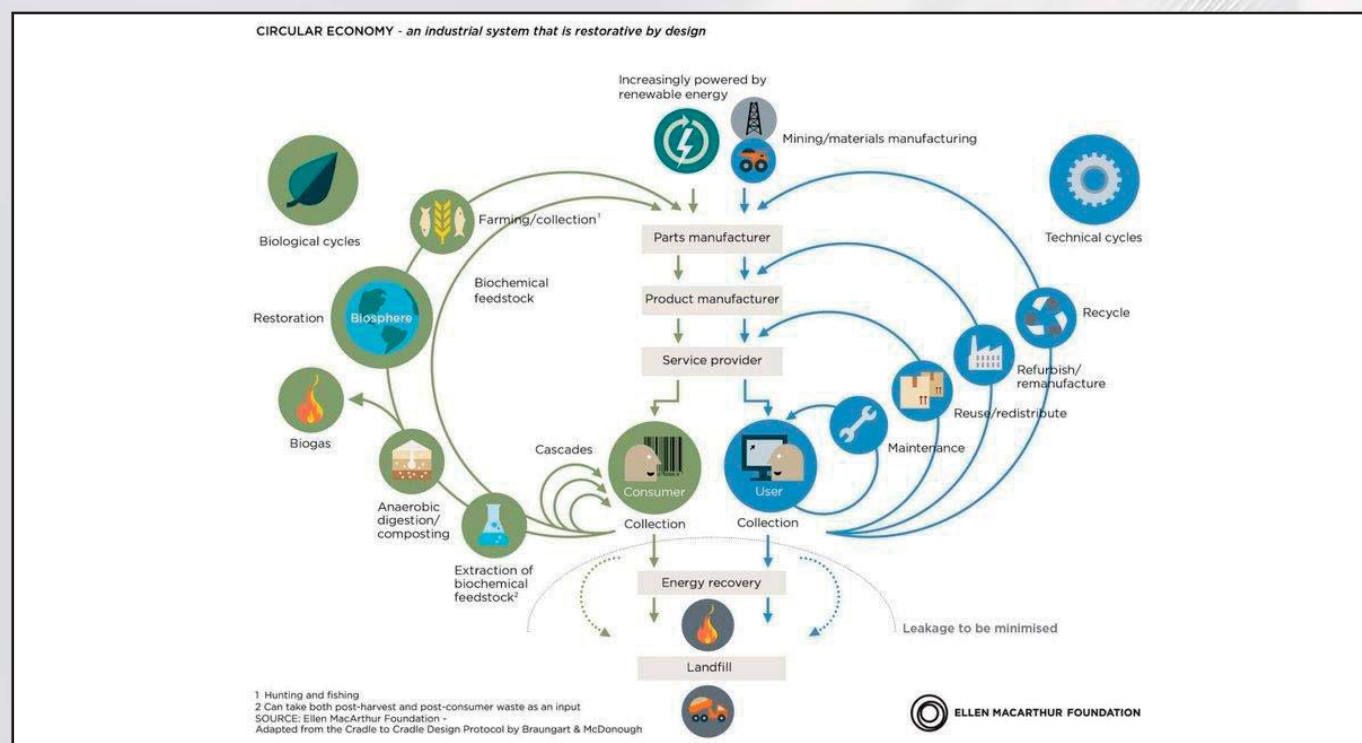 CIRCULAR ECONOMY - an industrial system that is restorative by design
Increasingly powered by
renewable energy
Mining/materials manufacturing
Biological cycles
Farming/collection¹
Technical cycles
Parts manufacturer
Biochemical
feedstock
Product manufacturer
Restoration
Biosphere
Recycle
Service provider
Refurbish/
remanufacture
Reuse/redistribute
Biogas
Cascades
Maintenance
Consumer
User
Anaerobic
digestion/
composting
Collection
Collection
Extraction of
biochemical
feedstock²
Energy recovery
Leakage to be minimised
Landfill
1 Hunting and fishing
2 Can take both post-harvest and post-consumer waste as an input
SOURCE: Ellen MacArthur Foundation -
Adapted from the Cradle to Cradle Design Protocol by Braungart & McDonough
ELLEN MACARTHUR FOUNDATION